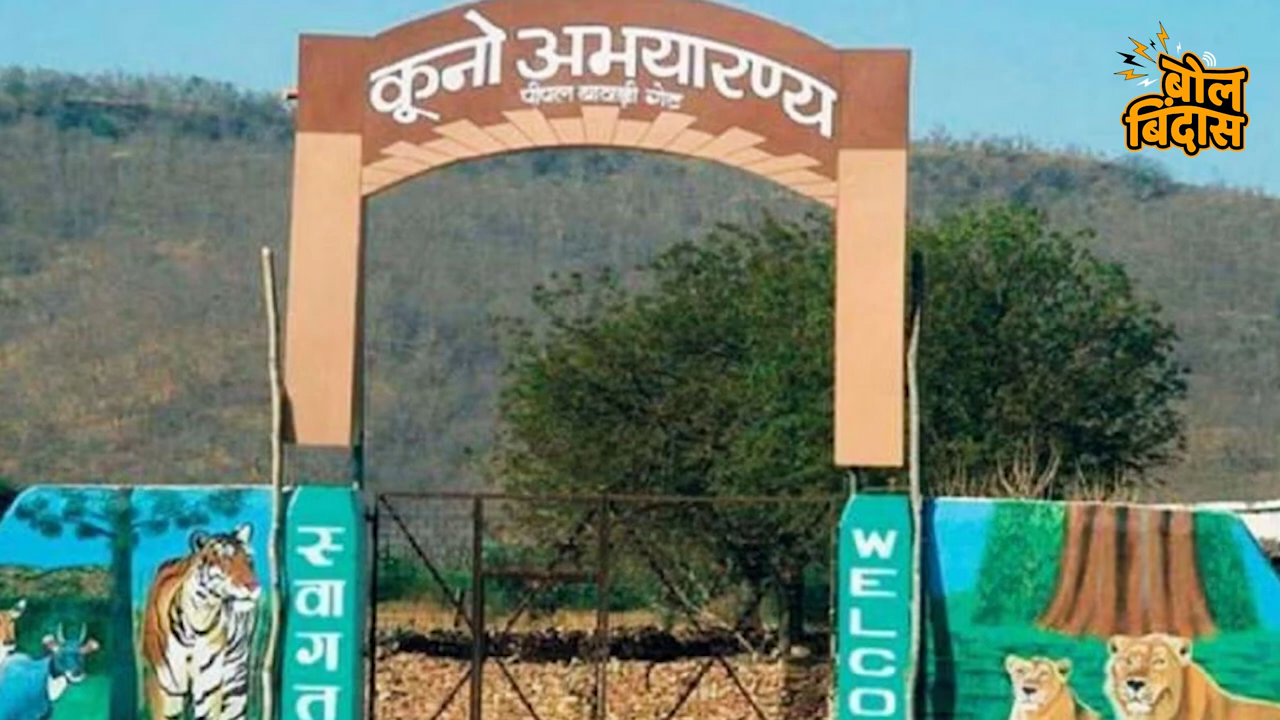 कूनो अभयारण्य
पीपल बावड़ी गेट
बोल
बिंदास
स्वागत
WELCO